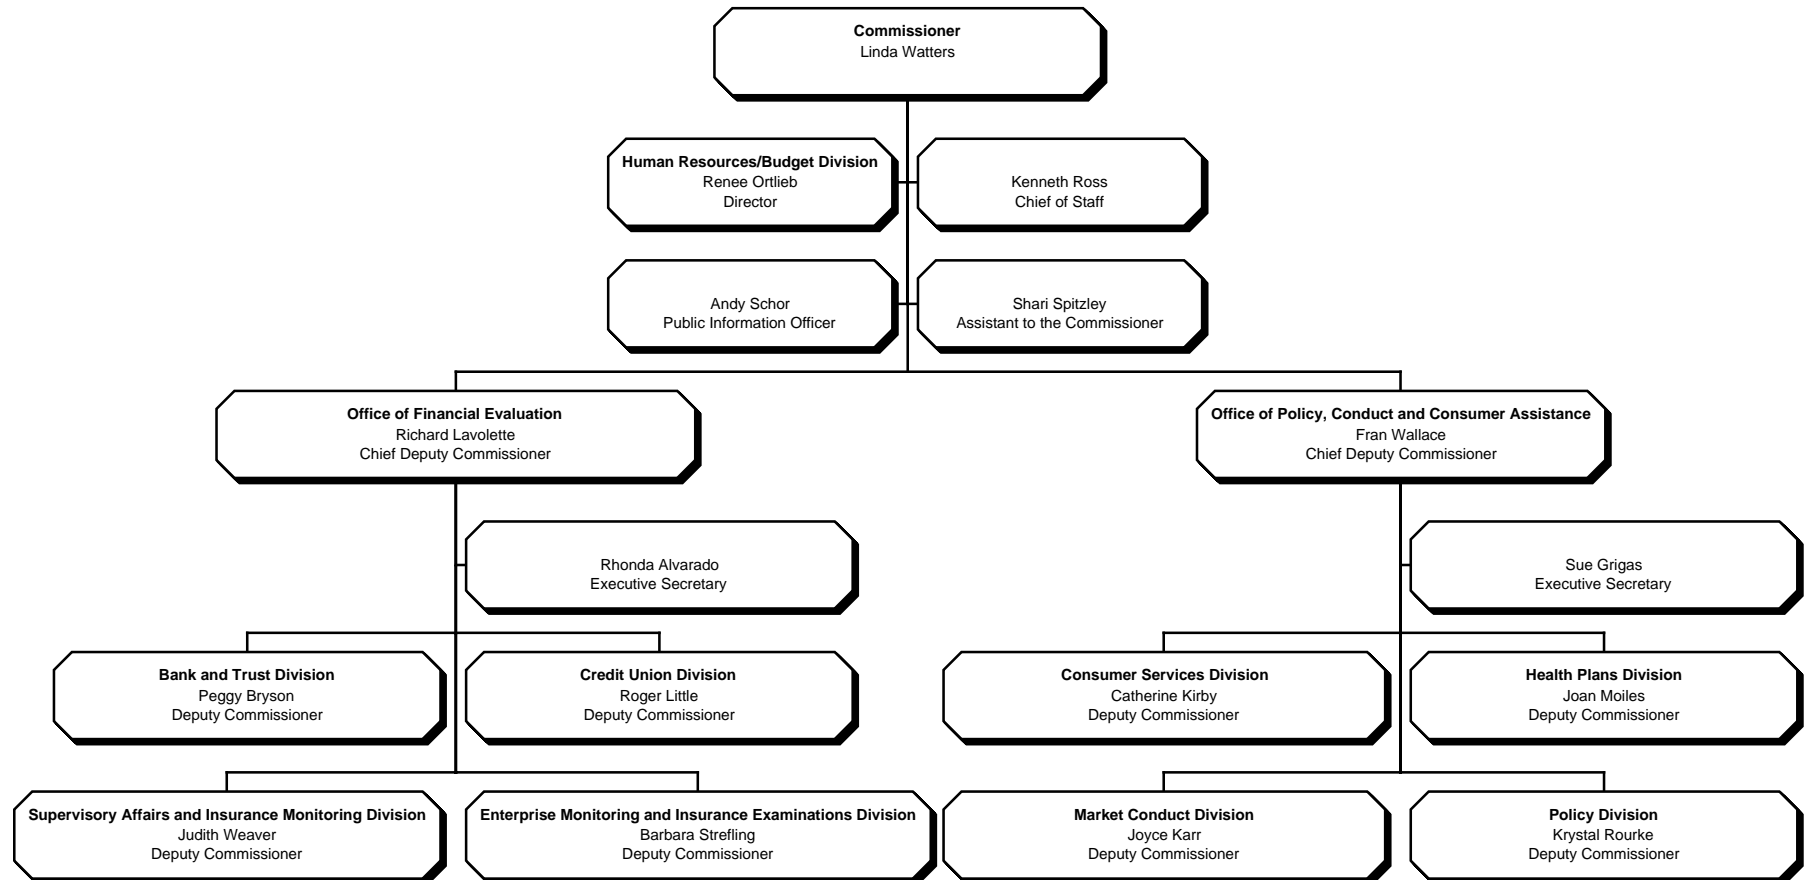 Commissioner
Linda Watters
Human Resources/Budget Division
Renee Ortlieb
Director
Kenneth Ross
Chief of Staff
Andy Schor
Public Information Officer
Shari Spitzley
Assistant to the Commissioner
Office of Financial Evaluation
Richard Lavolette
Chief Deputy Commissioner
Office of Policy, Conduct and Consumer Assistance
Fran Wallace
Chief Deputy Commissioner
Rhonda Alvarado
Executive Secretary
Sue Grigas
Executive Secretary
Bank and Trust Division
Peggy Bryson
Deputy Commissioner
Credit Union Division
Roger Little
Deputy Commissioner
Consumer Services Division
Catherine Kirby
Deputy Commissioner
Health Plans Division
Joan Moiles
Deputy Commissioner
Supervisory Affairs and Insurance Monitoring Division
Judith Weaver
Deputy Commissioner
Enterprise Monitoring and Insurance Examinations Division
Barbara Strefling
Deputy Commissioner
Market Conduct Division
Joyce Karr
Deputy Commissioner
Policy Division
Krystal Rourke
Deputy Commissioner